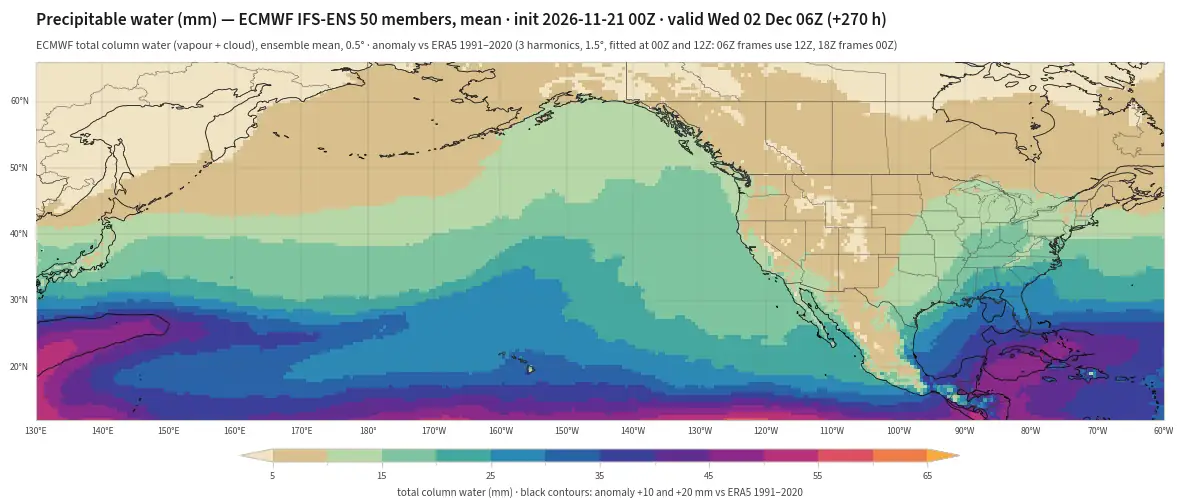 Precipitable water (mm) — ECMWF IFS-ENS 50 members, mean · init 2026-11-21 00Z · valid Wed 02 Dec 06Z (+270 h)
ECMWF total column water (vapour + cloud), ensemble mean, 0.5° · anomaly vs ERA5 1991–2020 (3 harmonics, 1.5°, fitted at 00Z and 12Z: 06Z frames use 12Z, 18Z frames 00Z)
60°N
50°N
40°N
30°N
20°N
130°E 140°E 150°E 160°E 170°E 180° 170°W 160°W 150°W 140°W 130°W 120°W 110°W 100°W 90°W 80°W 70°W 60°W
5 15 25 35 45 55 65
total column water (mm) · black contours: anomaly +10 and +20 mm vs ERA5 1991–2020